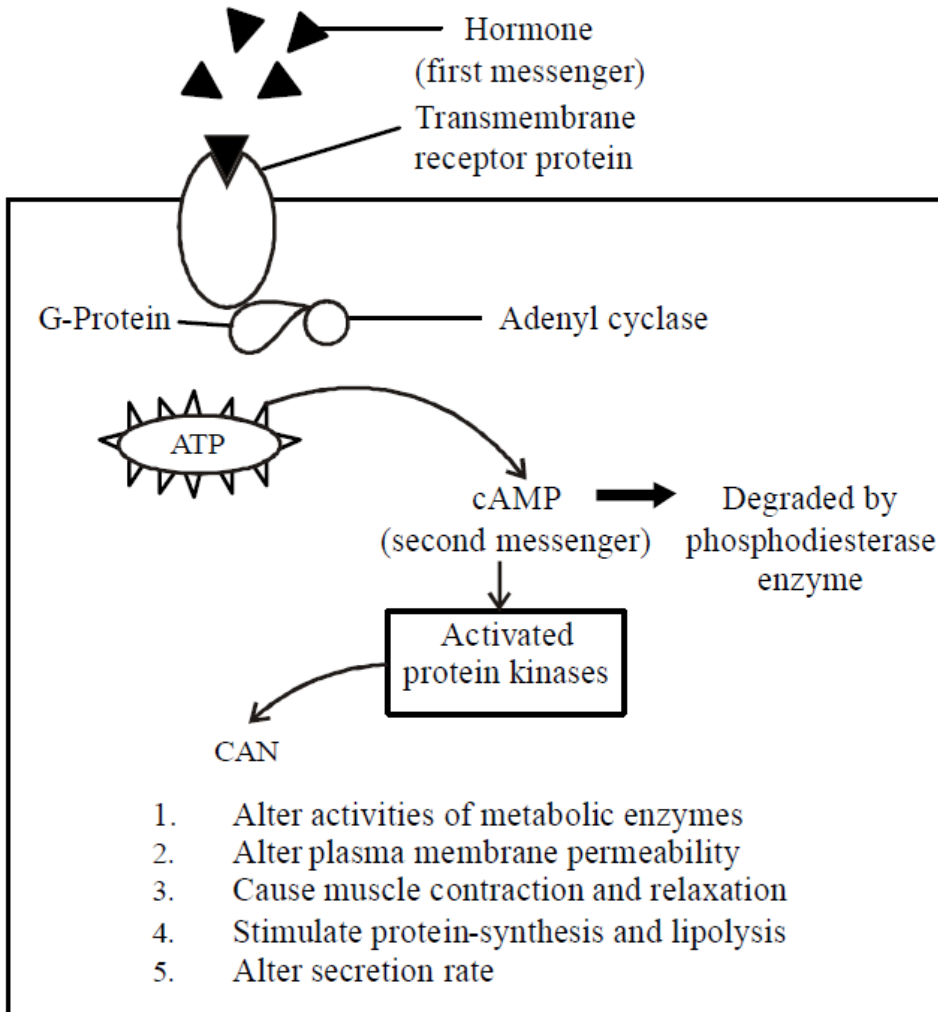 Hormone
(first messenger)
Transmembrane
receptor protein
G-Protein
Adenyl cyclase
ATP
cAMP
(second messenger)
Degraded by
phosphodiesterase
enzyme
Activated
protein kinases
CAN
1. Alter activities of metabolic enzymes
2. Alter plasma membrane permeability
3. Cause muscle contraction and relaxation
4. Stimulate protein-synthesis and lipolysis
5. Alter secretion rate